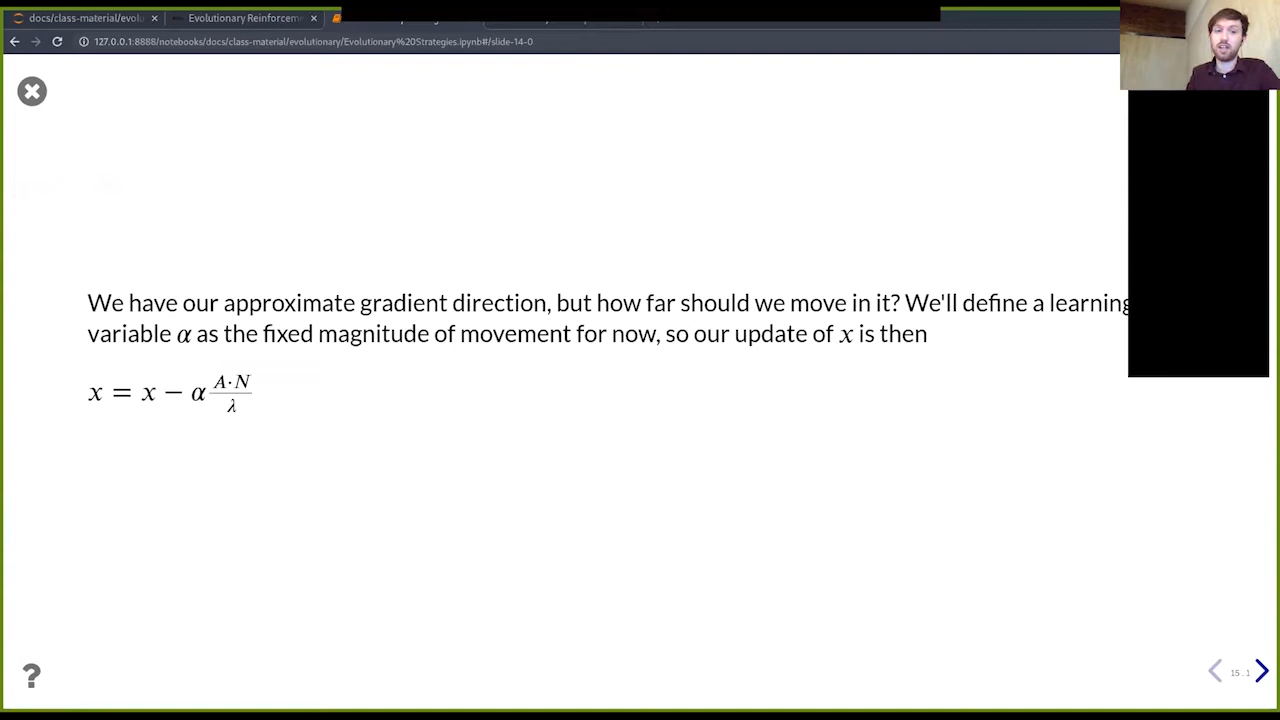 docs/class-material/evolu
Evolutionary Reinforcem
127.0.0.1:8888/notebooks/docs/class-material/evolutionary/Evolutionary%20Strategies.ipynb#/slide-14-0
We have our approximate gradient direction, but how far should we move in it? We'll define a learning
variable α as the fixed magnitude of movement for now, so our update of x is then
x = x − α A·N / λ
15.1